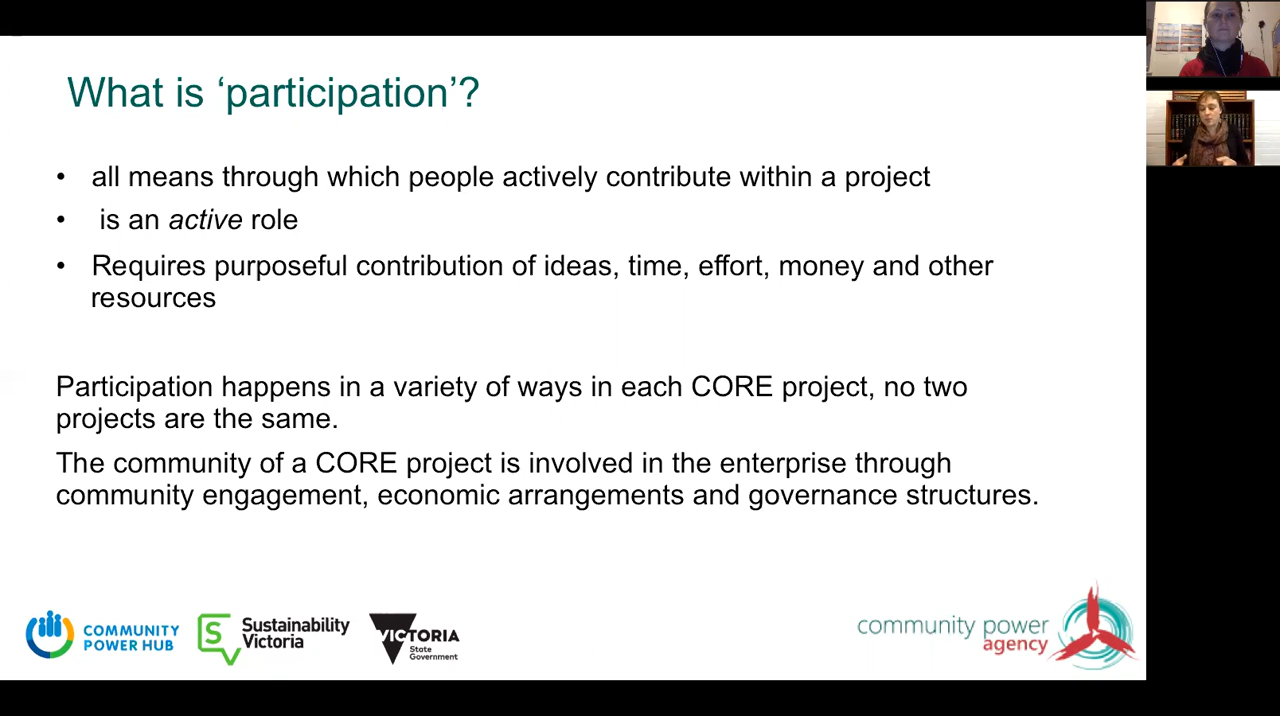 What is ‘participation’?
• all means through which people actively contribute within a project
• is an active role
• Requires purposeful contribution of ideas, time, effort, money and other
resources
Participation happens in a variety of ways in each CORE project, no two
projects are the same.
The community of a CORE project is involved in the enterprise through
community engagement, economic arrangements and governance structures.
COMMUNITY
POWER HUB
S
Sustainability
Victoria
VICTORIA
State
Government
community power
agency